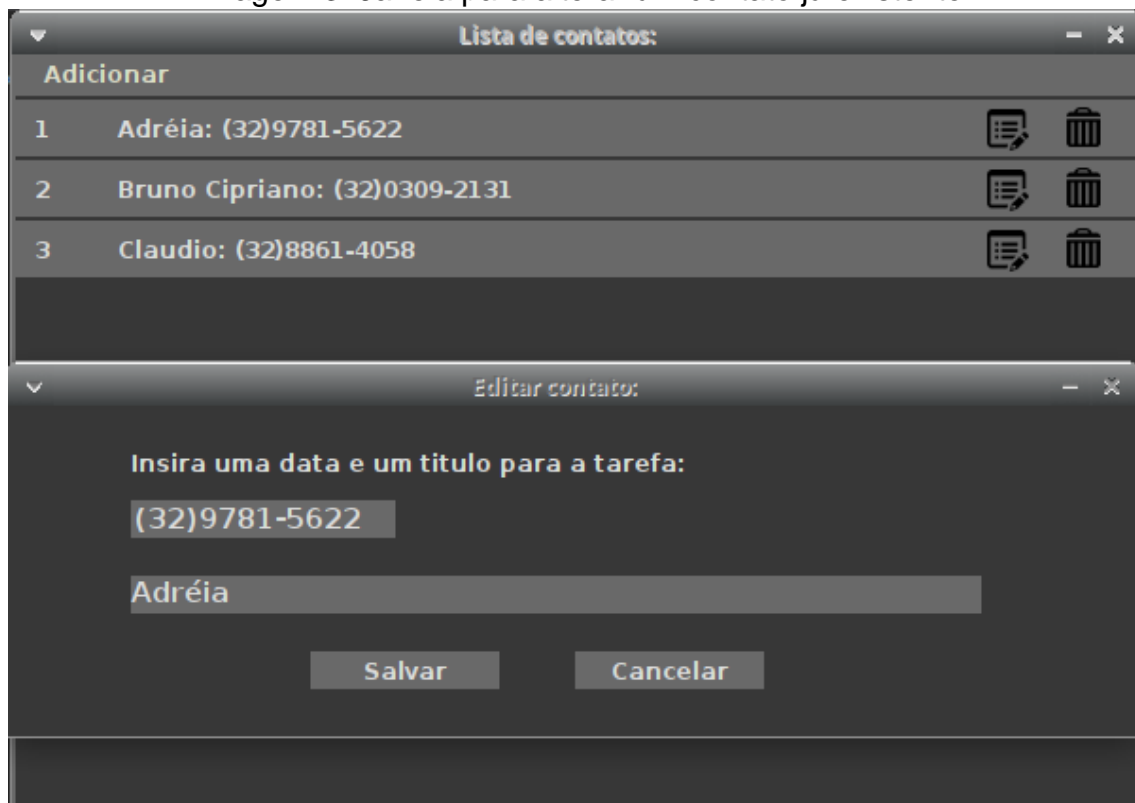 Lista de contatos:
Adicionar
1 Adréia: (32)9781-5622
2 Bruno Cipriano: (32)0309-2131
3 Claudio: (32)8861-4058
Editar contato:
Insira uma data e um titulo para a tarefa:
(32)9781-5622
Adréia
Salvar Cancelar